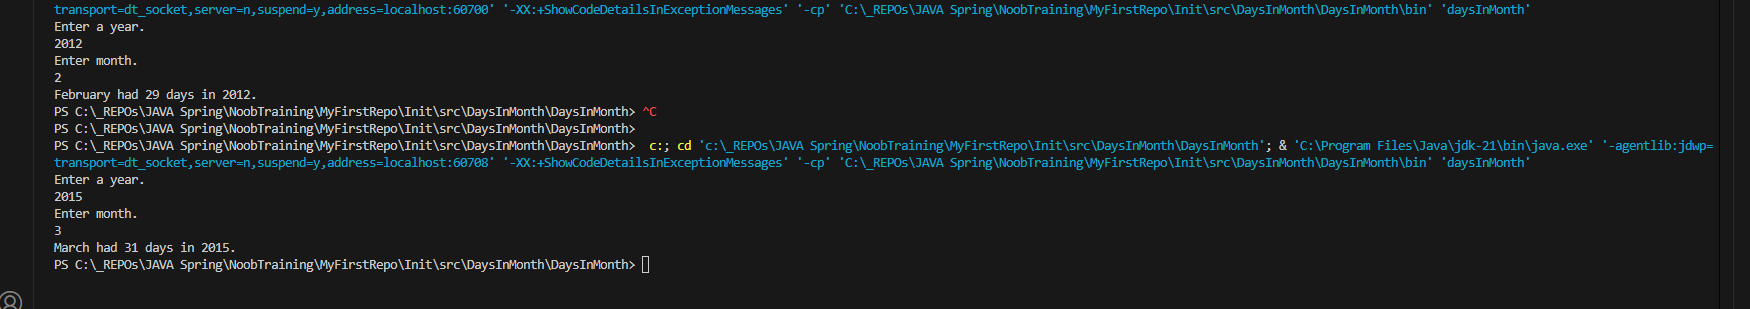 transport=dt_socket,server=n,suspend=y,address=localhost:60700' '-XX:+ShowCodeDetailsInExceptionMessages' '-cp' 'C:\_REPOs\JAVA Spring\NoobTraining\MyFirstRepo\Init\src\DaysInMonth\DaysInMonth\bin' 'daysInMonth'
Enter a year.
2012
Enter month.
2
February had 29 days in 2012.
PS C:\_REPOs\JAVA Spring\NoobTraining\MyFirstRepo\Init\src\DaysInMonth\DaysInMonth> ^C
PS C:\_REPOs\JAVA Spring\NoobTraining\MyFirstRepo\Init\src\DaysInMonth\DaysInMonth>
PS C:\_REPOs\JAVA Spring\NoobTraining\MyFirstRepo\Init\src\DaysInMonth\DaysInMonth>  c:; cd 'c:\_REPOs\JAVA Spring\NoobTraining\MyFirstRepo\Init\src\DaysInMonth\DaysInMonth'; & 'C:\Program Files\Java\jdk-21\bin\java.exe' '-agentlib:jdwp=
transport=dt_socket,server=n,suspend=y,address=localhost:60708' '-XX:+ShowCodeDetailsInExceptionMessages' '-cp' 'C:\_REPOs\JAVA Spring\NoobTraining\MyFirstRepo\Init\src\DaysInMonth\DaysInMonth\bin' 'daysInMonth'
Enter a year.
2015
Enter month.
3
March had 31 days in 2015.
PS C:\_REPOs\JAVA Spring\NoobTraining\MyFirstRepo\Init\src\DaysInMonth\DaysInMonth>